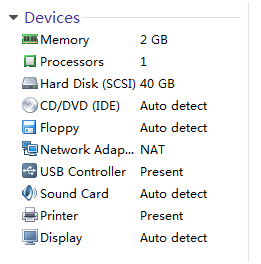 Devices
Memory 2 GB
Processors 1
Hard Disk (SCSI) 40 GB
CD/DVD (IDE) Auto detect
Floppy Auto detect
Network Adap... NAT
USB Controller Present
Sound Card Auto detect
Printer Present
Display Auto detect